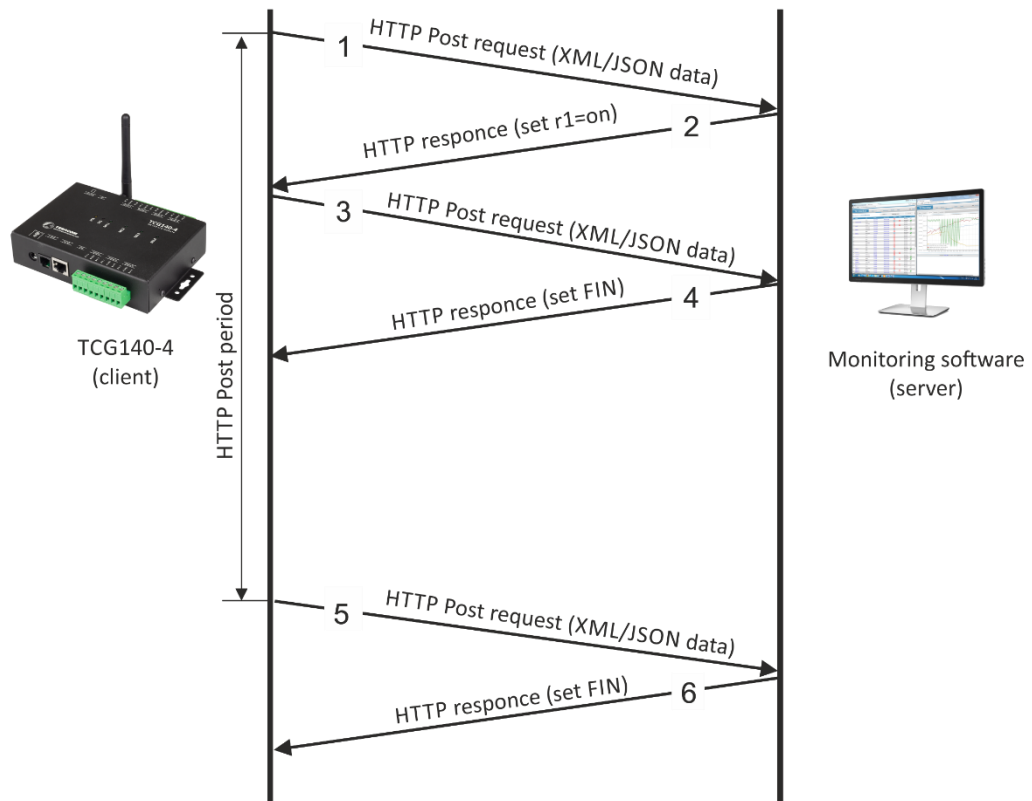 1
HTTP Post request (XML/JSON data)
HTTP responce (set r1=on)
2
3
HTTP Post request (XML/JSON data)
HTTP responce (set FIN)
4
HTTP Post period
TCG140-4
TCG140-4
(client)
Monitoring software
(server)
5
HTTP Post request (XML/JSON data)
HTTP responce (set FIN)
6